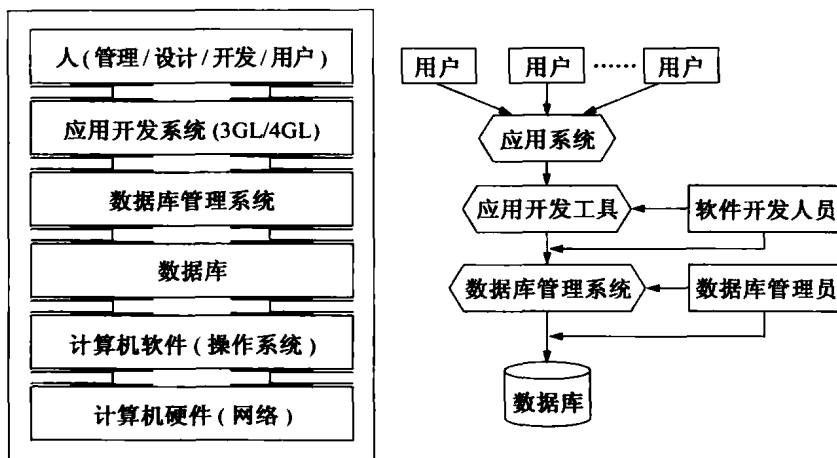 人(管理/设计/开发/用户)
应用开发系统(3GL/4GL)
数据库管理系统
数据库
计算机软件(操作系统)
计算机硬件(网络)
用户 用户 …… 用户
应用系统
应用开发工具 软件开发人员
数据库管理系统 数据库管理员
数据库